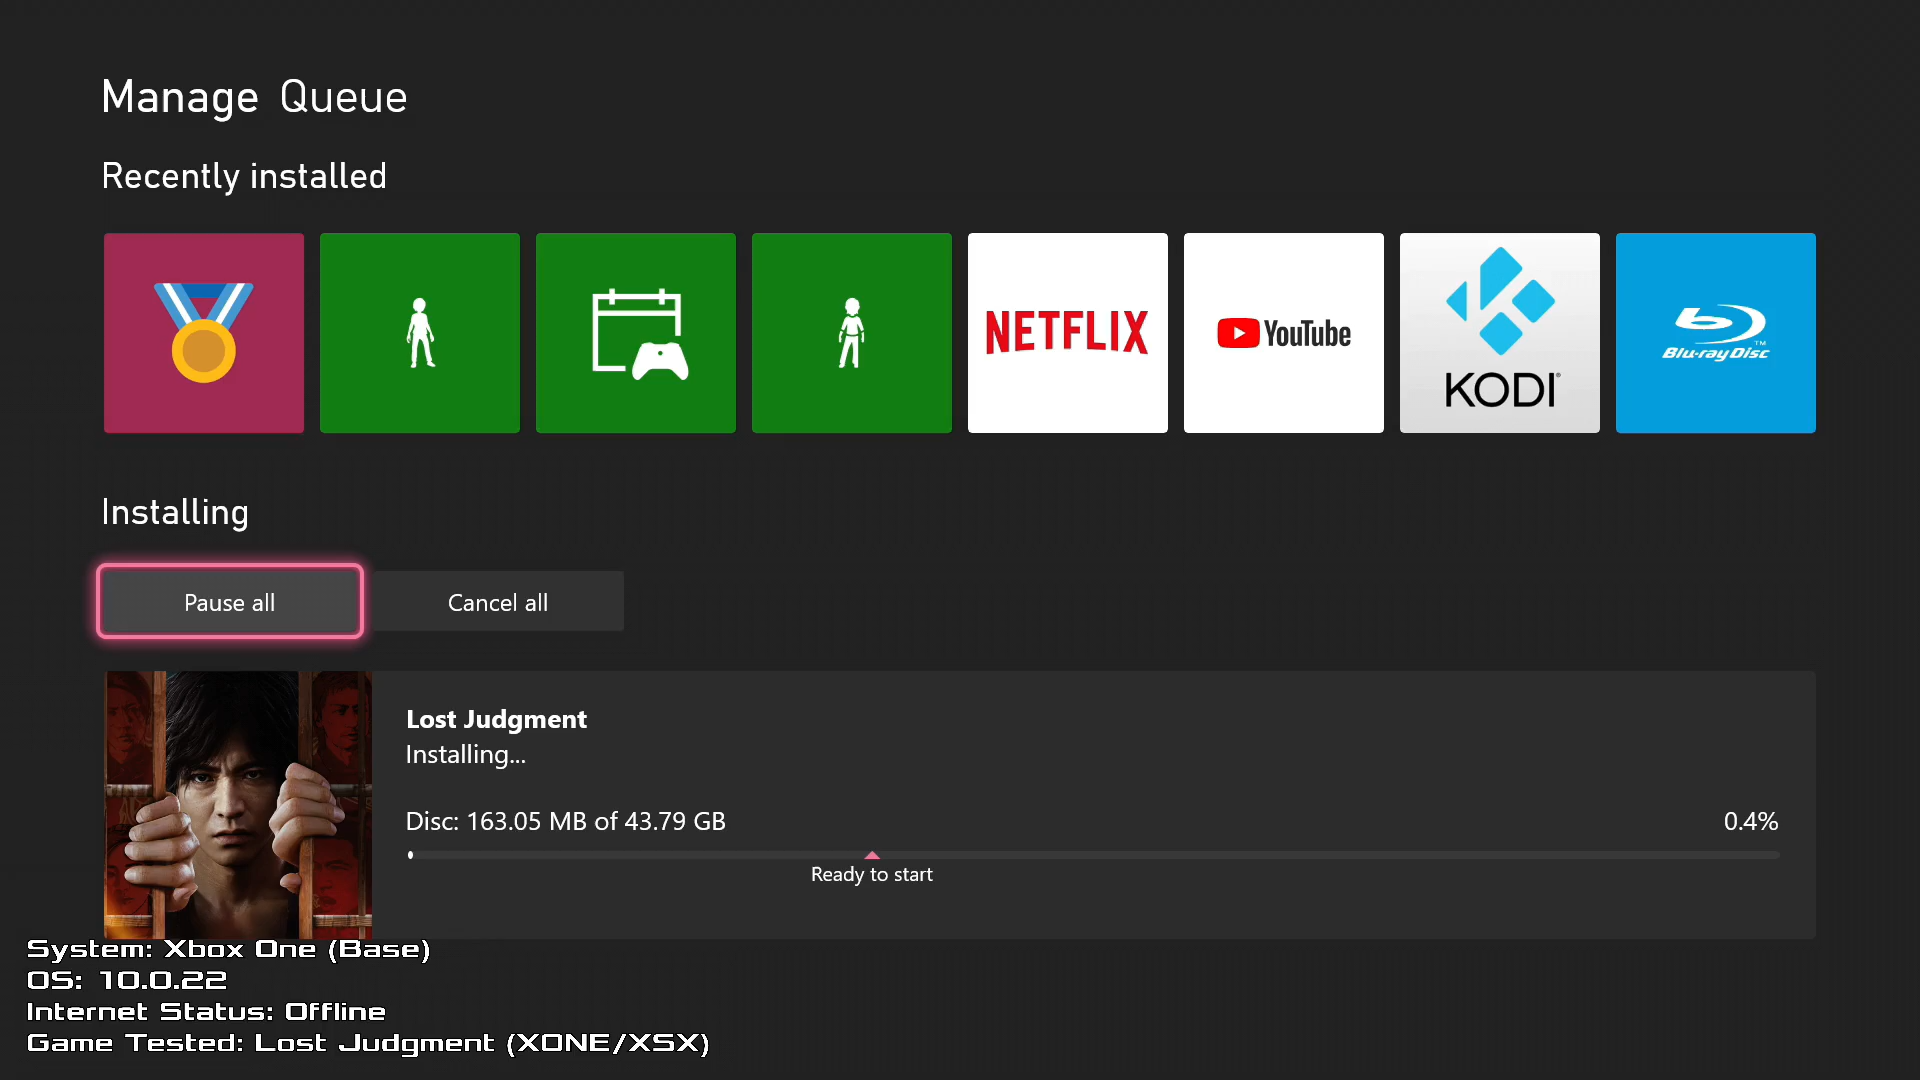 Manage Queue
Recently installed
NETFLIX
YouTube
KODI®
Blu-ray Disc™
Installing
Pause all
Cancel all
Lost Judgment
Installing...
Disc: 163.05 MB of 43.79 GB
0.4%
Ready to start
System: Xbox One (Base)
OS: 10.0.22
Internet Status: Offline
Game Tested: Lost Judgment (XONE/XSX)